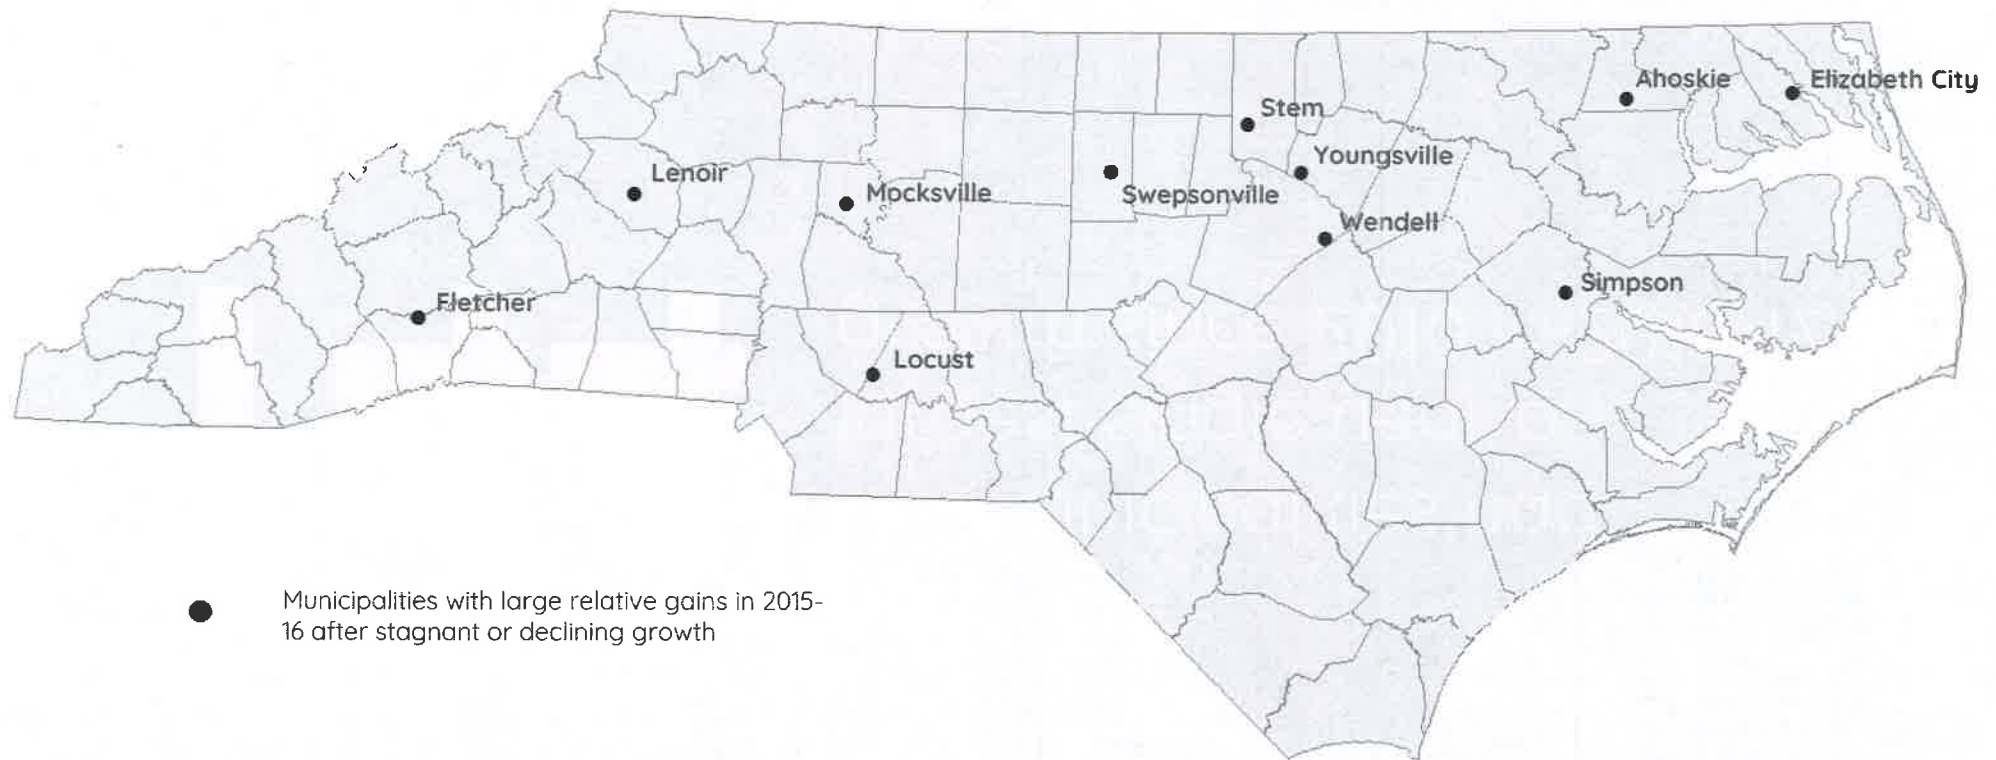 Ahoskie
Elizabeth City
Stem
Youngsville
Lenoir
Mocksville
Swepsonville
Wendell
Fletcher
Simpson
Locust
Municipalities with large relative gains in 2015-
16 after stagnant or declining growth